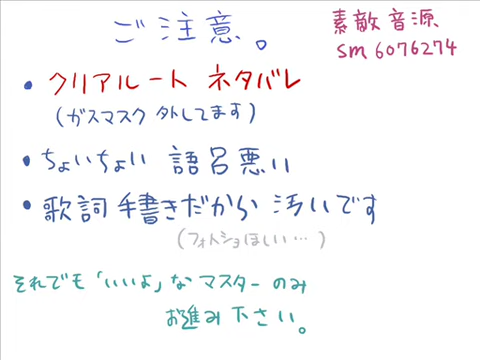 ご注意。
素敵音源
sm6076274
・クリアルート ネタバレ
(ガスマスク外してます)
・ちょいちょい 語呂悪い
・歌詞手書きだから 汚いです
(フォトショほしい…)
それでも「いいよ」な マスターのみ
お進み下さい。